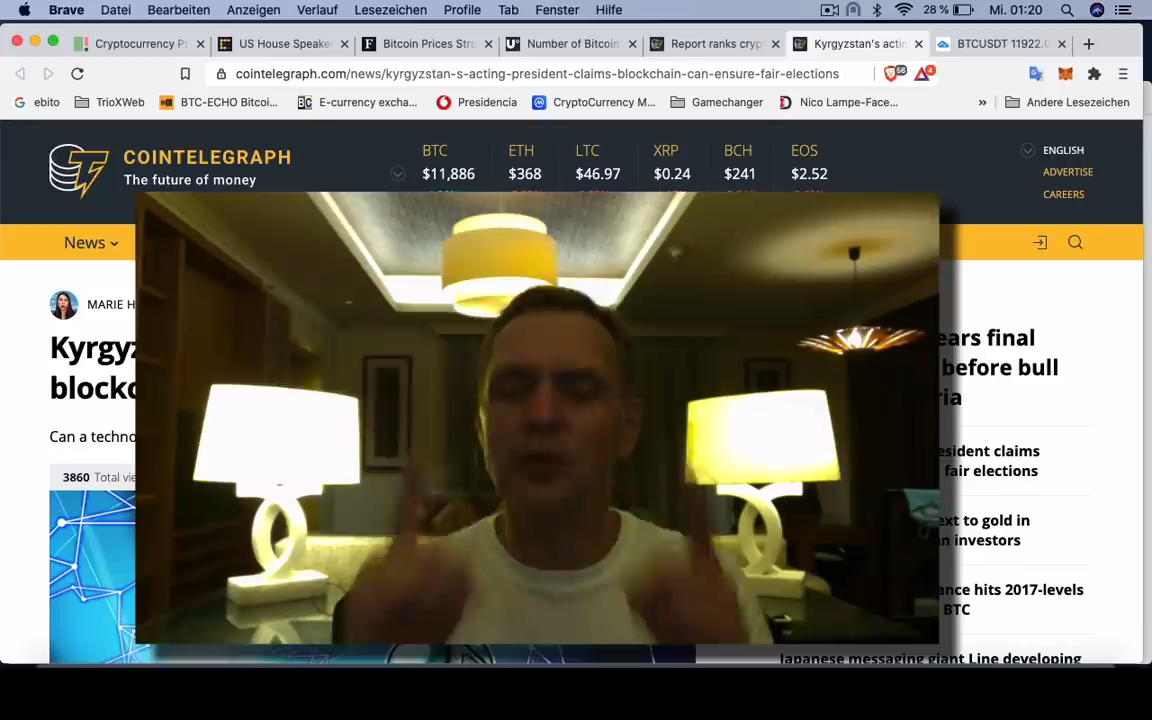 Brave Datei Bearbeiten Anzeigen Verlauf Lesezeichen Profile Tab Fenster Hilfe 28 % Mi. 01:20
Cryptocurrency P US House Speake Bitcoin Prices Stro Number of Bitcoin Report ranks cryp Kyrgyzstan's actin BTCUSDT 11922.0
cointelegraph.com/news/kyrgyzstan-s-acting-president-claims-blockchain-can-ensure-fair-elections 56 4
ebito TrioXWeb BTC-ECHO Bitcoi... E-currency excha... Presidencia CryptoCurrency M... Gamechanger Nico Lampe-Face... » Andere Lesezeichen
COINTELEGRAPH
The future of money
BTC ETH LTC XRP BCH EOS
$11,886 $368 $46.97 $0.24 $241 $2.52
ENGLISH
ADVERTISE
CAREERS
News
MARIE H
Kyrgyz
blockc
Can a techno
3860 Total vie
ears final
before bull
ria
esident claims
fair elections
ext to gold in
n investors
ance hits 2017-levels
BTC
Japanese messaging giant Line developing